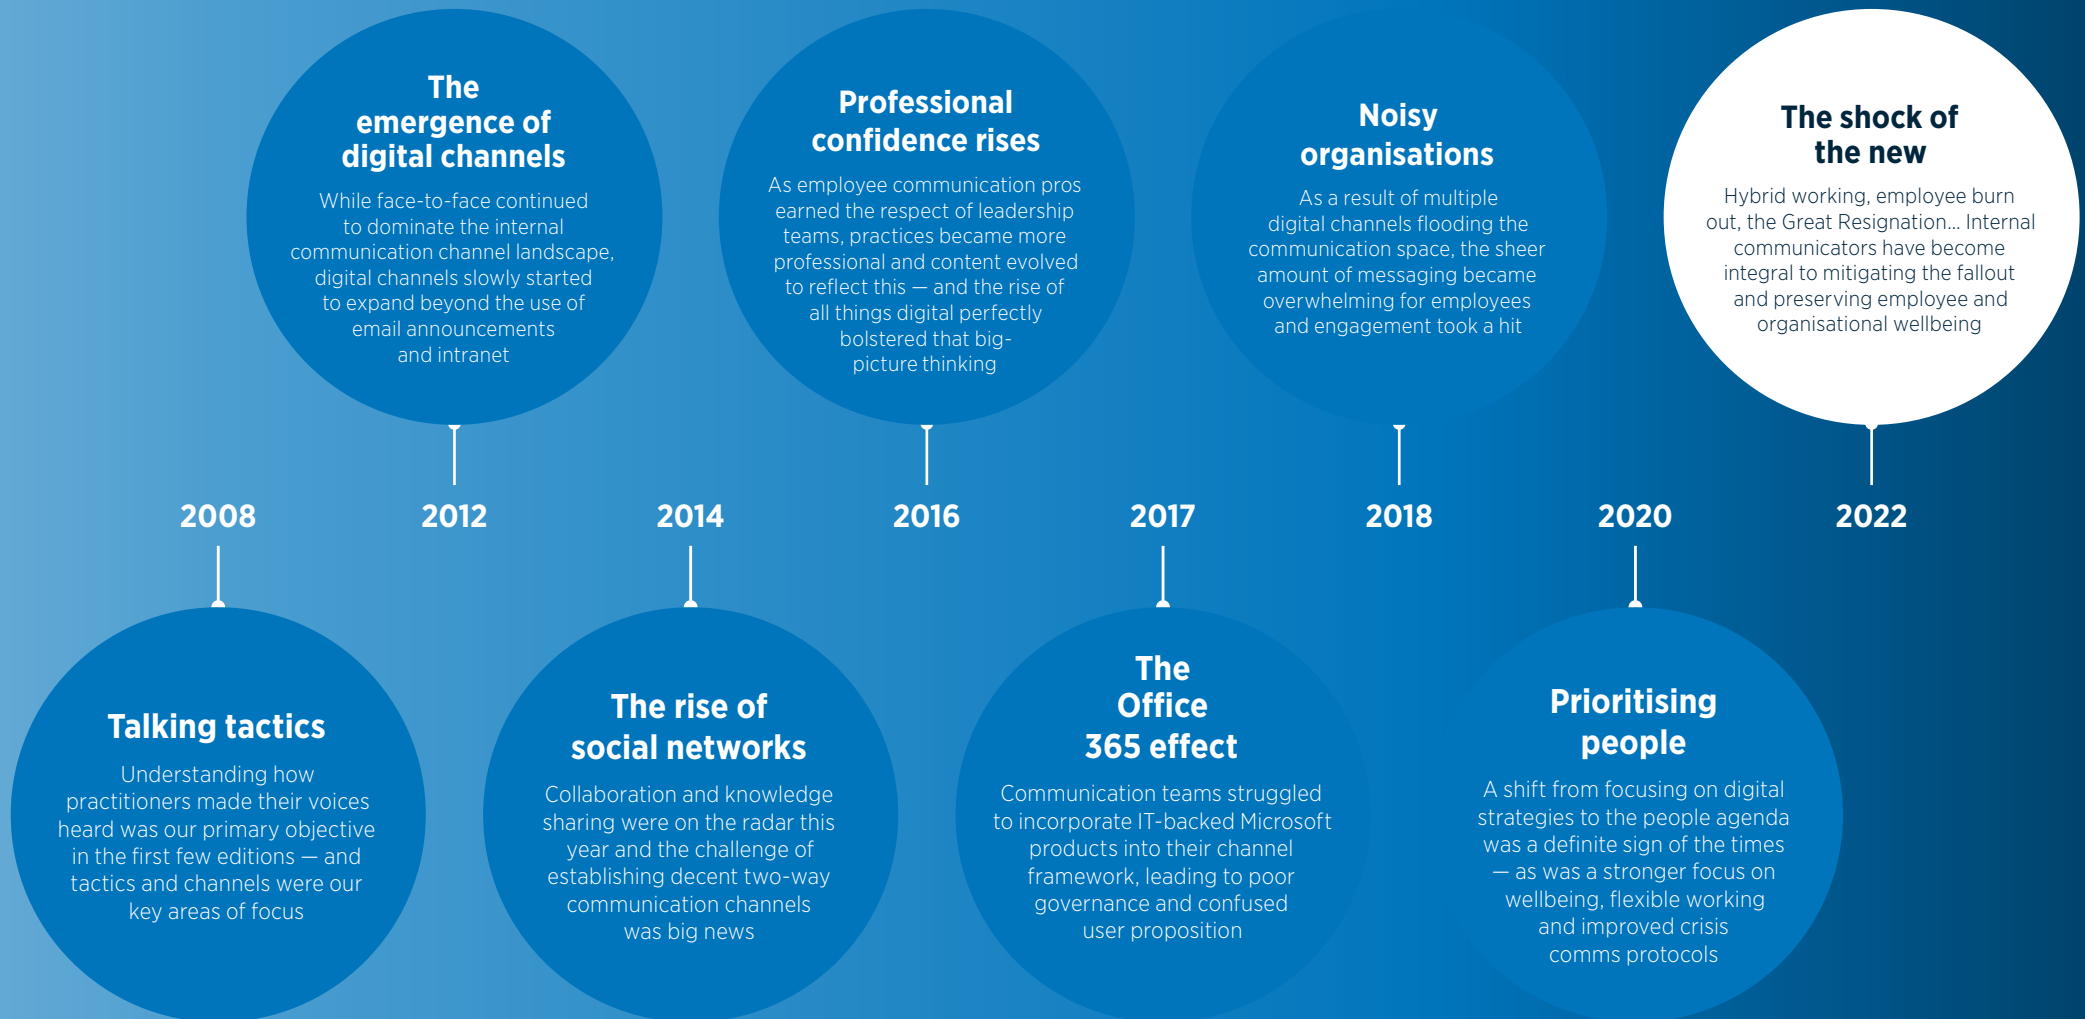 The
emergence of
digital channels
While face-to-face continued
to dominate the internal
communication channel landscape,
digital channels slowly started
to expand beyond the use of
email announcements
and intranet
Professional
confidence rises
As employee communication pros
earned the respect of leadership
teams, practices became more
professional and content evolved
to reflect this — and the rise of
all things digital perfectly
bolstered that big-
picture thinking
Noisy
organisations
As a result of multiple
digital channels flooding the
communication space, the sheer
amount of messaging became
overwhelming for employees
and engagement took a hit
The shock of
the new
Hybrid working, employee burn
out, the Great Resignation... Internal
communicators have become
integral to mitigating the fallout
and preserving employee and
organisational wellbeing
2008 2012 2014 2016 2017 2018 2020 2022
Talking tactics
Understanding how
practitioners made their voices
heard was our primary objective
in the first few editions — and
tactics and channels were our
key areas of focus
The rise of
social networks
Collaboration and knowledge
sharing were on the radar this
year and the challenge of
establishing decent two-way
communication channels
was big news
The
Office
365 effect
Communication teams struggled
to incorporate IT-backed Microsoft
products into their channel
framework, leading to poor
governance and confused
user proposition
Prioritising
people
A shift from focusing on digital
strategies to the people agenda
was a definite sign of the times
— as was a stronger focus on
wellbeing, flexible working
and improved crisis
comms protocols